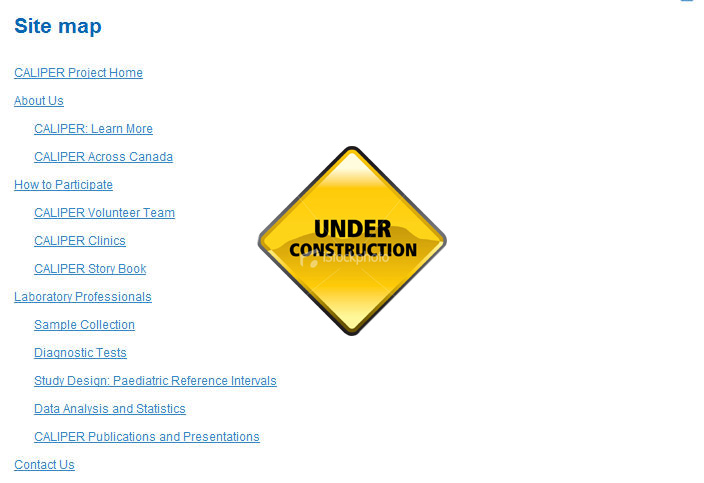 Site map
CALIPER Project Home
About Us
CALIPER: Learn More
CALIPER Across Canada
How to Participate
CALIPER Volunteer Team
CALIPER Clinics
CALIPER Story Book
Laboratory Professionals
Sample Collection
Diagnostic Tests
Study Design: Paediatric Reference Intervals
Data Analysis and Statistics
CALIPER Publications and Presentations
Contact Us
UNDER
CONSTRUCTION
iStockphoto